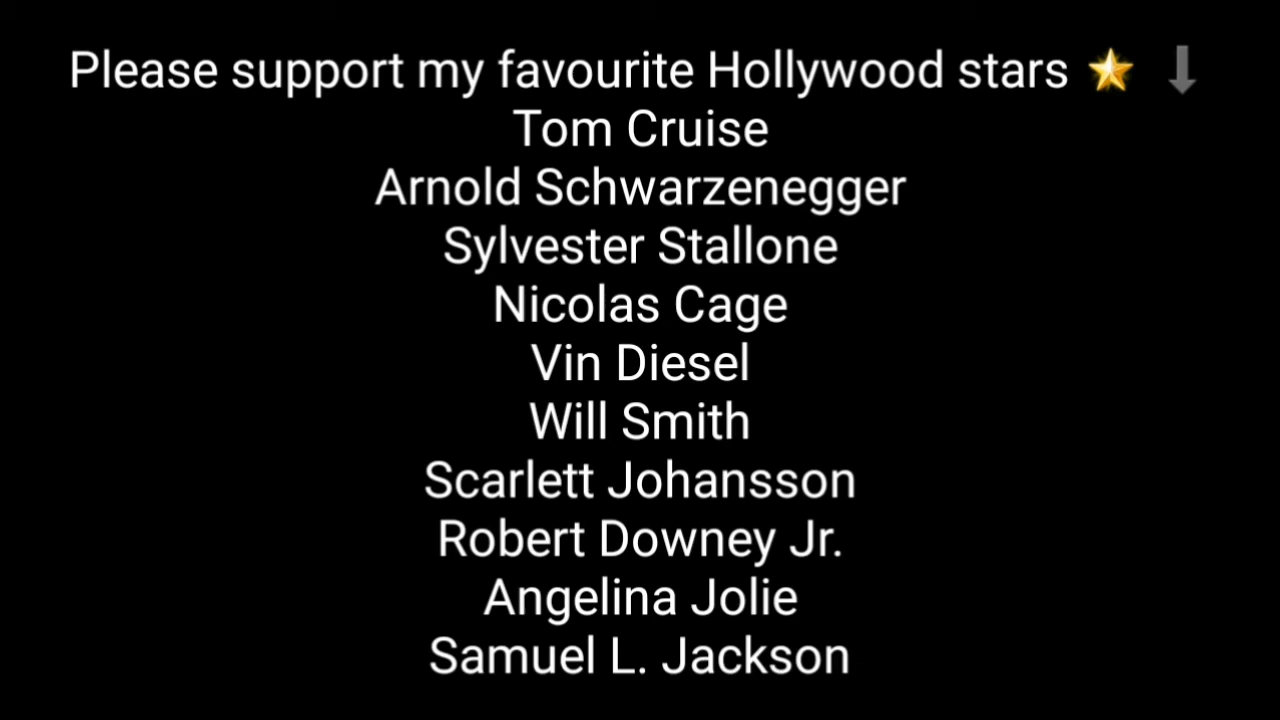 Please support my favourite Hollywood stars ⭐ ⬇
Tom Cruise
Arnold Schwarzenegger
Sylvester Stallone
Nicolas Cage
Vin Diesel
Will Smith
Scarlett Johansson
Robert Downey Jr.
Angelina Jolie
Samuel L. Jackson